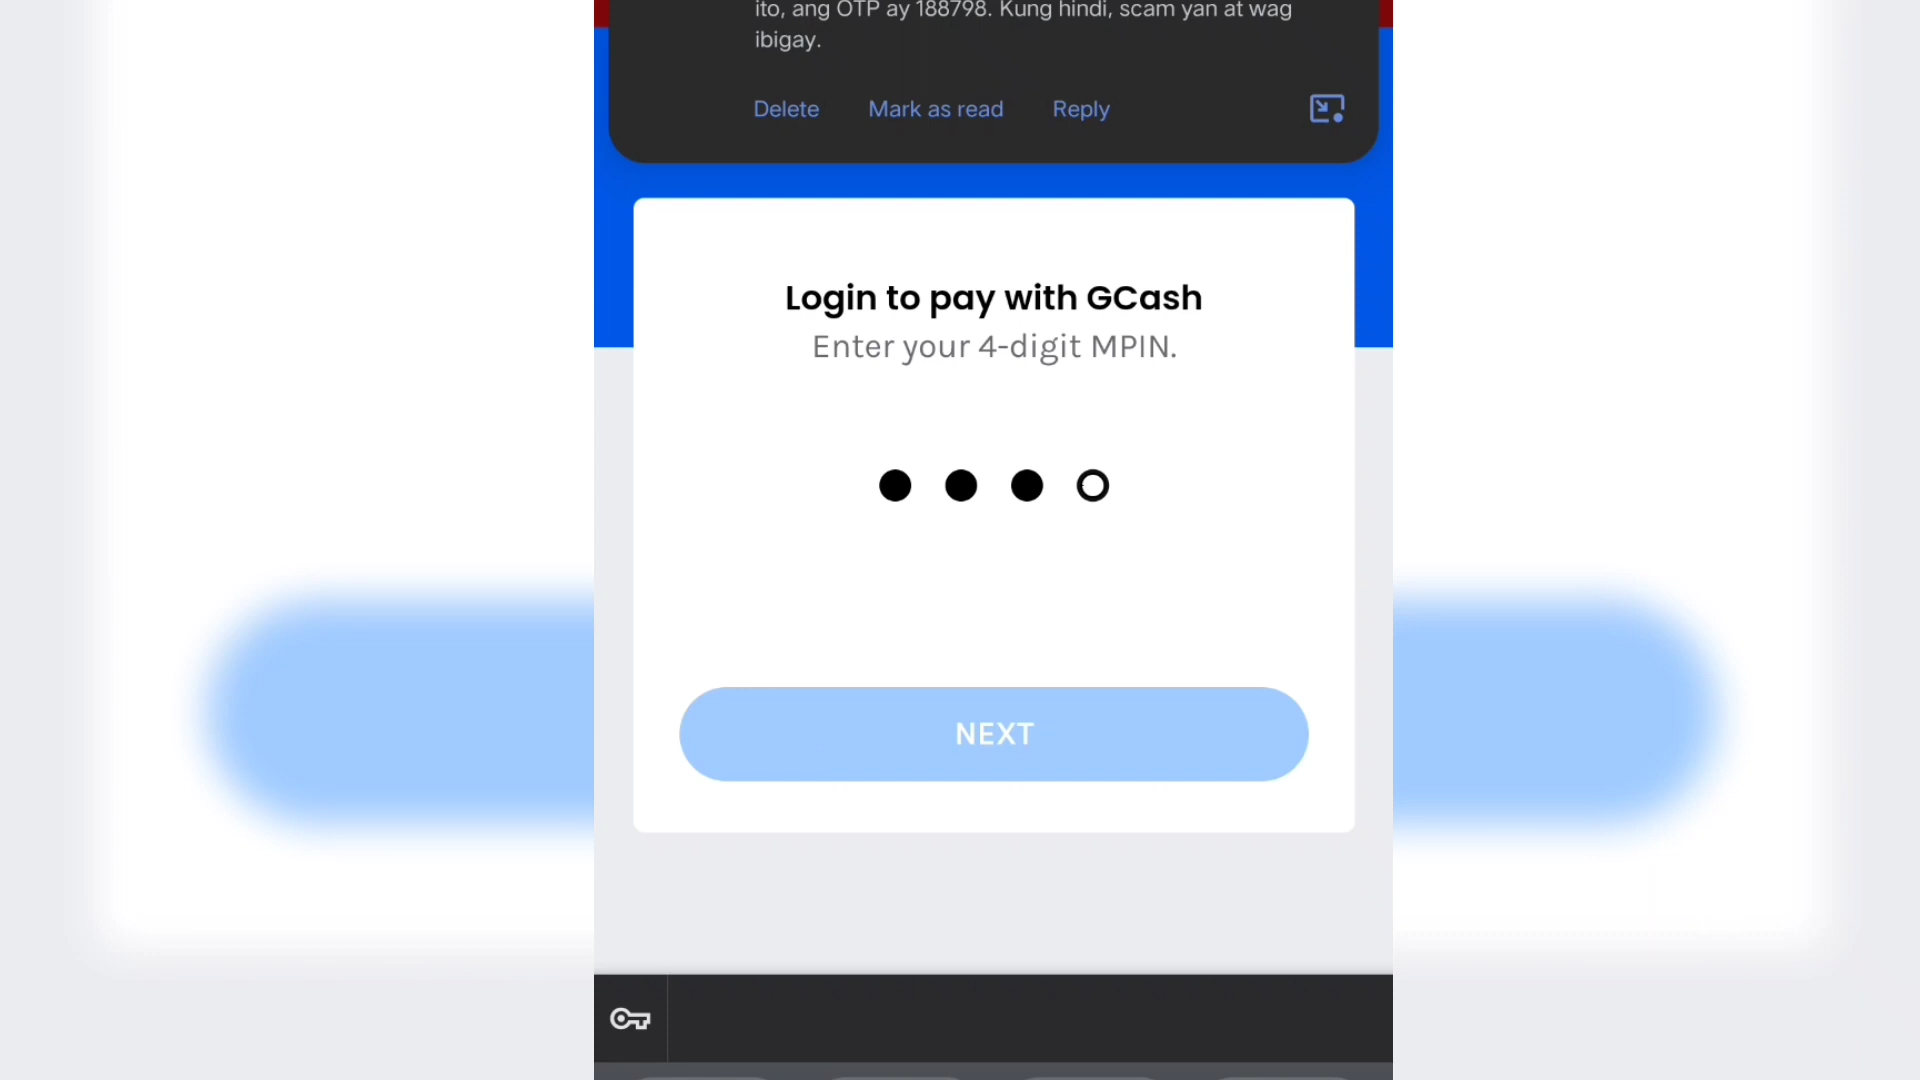 ito, ang OTP ay 188798. Kung hindi, scam yan at wag
ibigay.
Delete Mark as read Reply
Login to pay with GCash
Enter your 4-digit MPIN.
NEXT